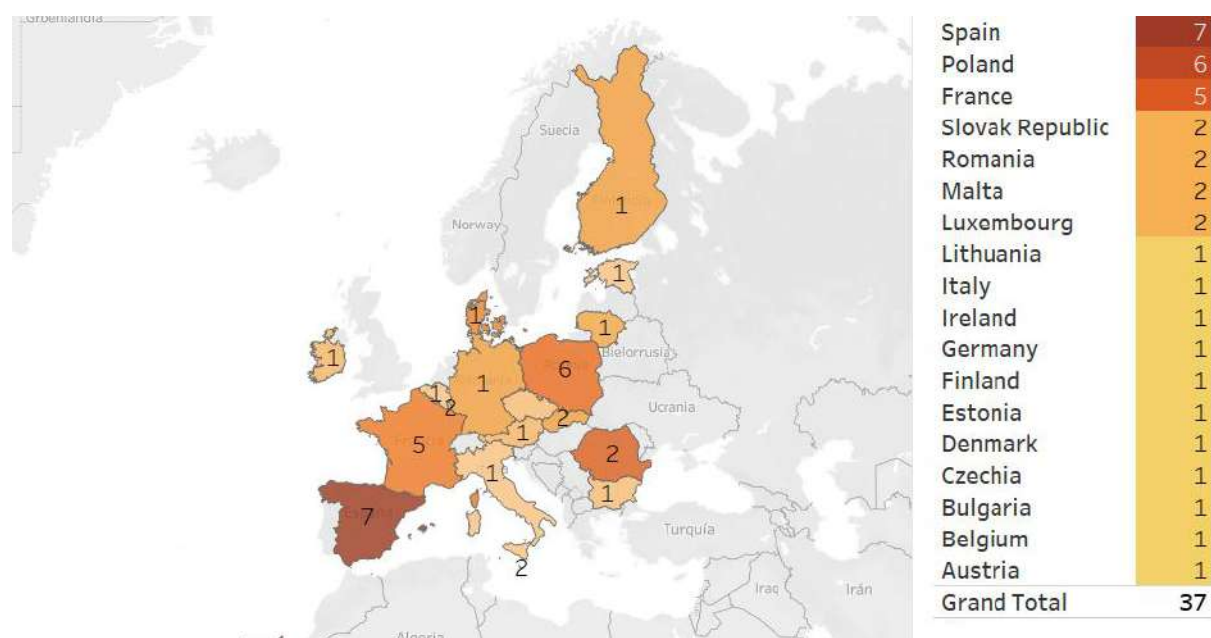 Groenlandia
Suecia
Norway
1
1
1
1
1
Bielorrusia
6
1
1
2
Ucrania
2
5
1
2
1
1
7
Turquía
2
Iraq
Irán
Argelia
Spain 7
Poland 6
France 5
Slovak Republic 2
Romania 2
Malta 2
Luxembourg 2
Lithuania 1
Italy 1
Ireland 1
Germany 1
Finland 1
Estonia 1
Denmark 1
Czechia 1
Bulgaria 1
Belgium 1
Austria 1
Grand Total 37